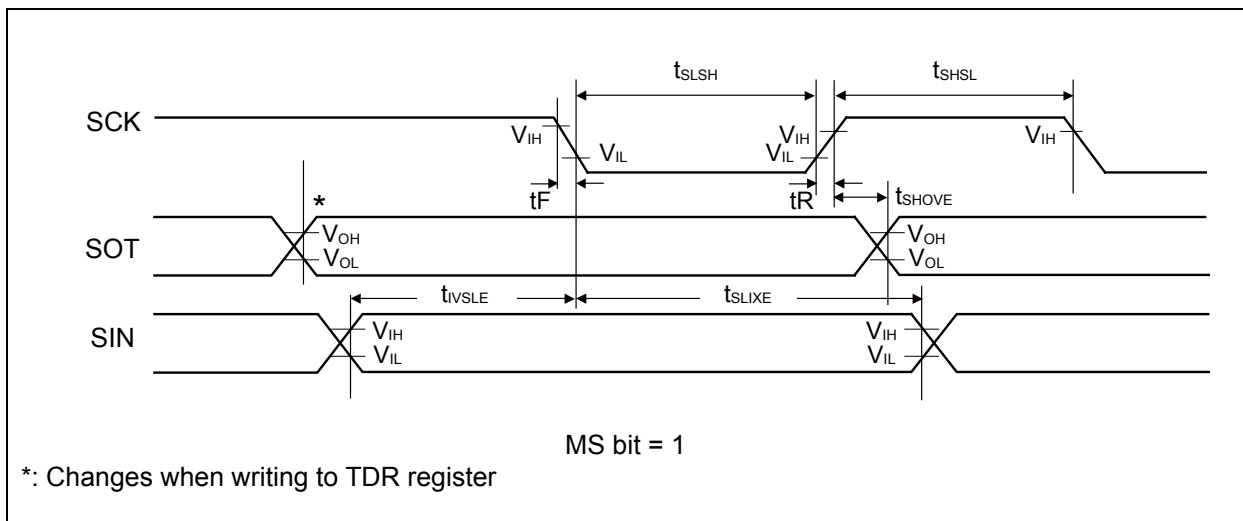 tSLSH tSHSL
SCK VIH VIL VIH VIL VIH
tF tR tSHOVE
*
SOT VOH VOL VOH VOL
tIVSLE tSLIXE
SIN VIH VIL VIH VIL
MS bit = 1
*: Changes when writing to TDR register